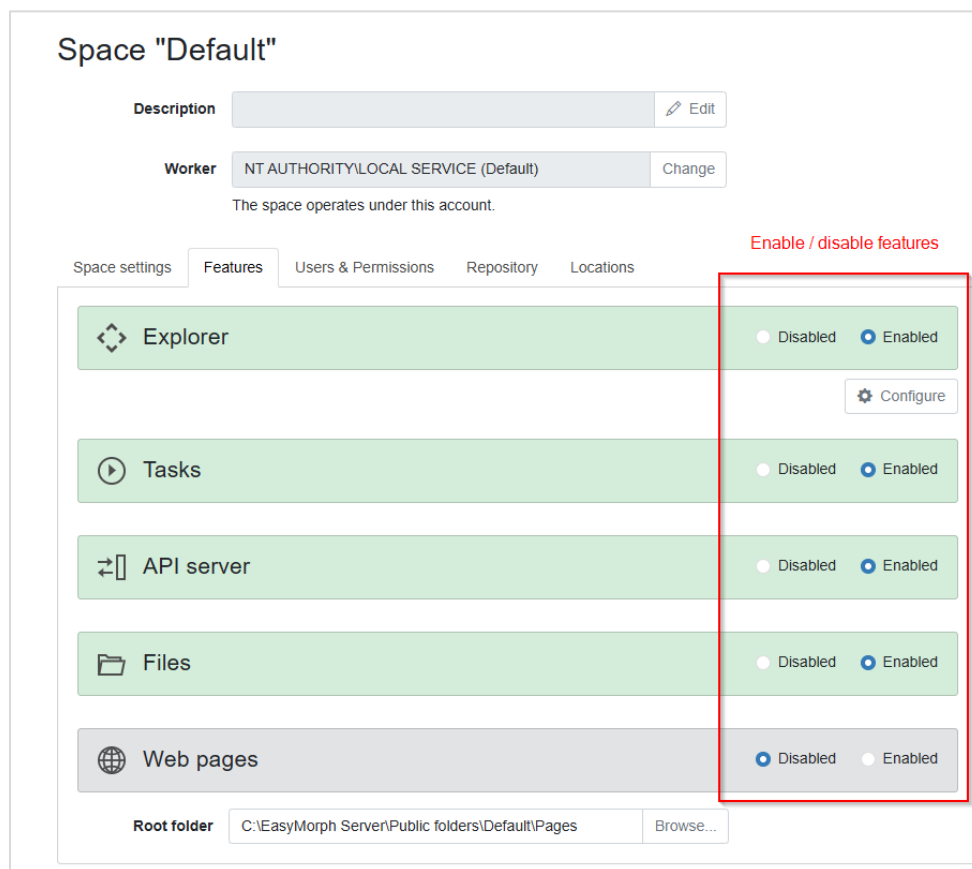 Space "Default"
Description
Edit
Worker
NT AUTHORITY\LOCAL SERVICE (Default)
Change
The space operates under this account.
Enable / disable features
Space settings
Features
Users & Permissions
Repository
Locations
Explorer
Disabled
Enabled
Configure
Tasks
Disabled
Enabled
API server
Disabled
Enabled
Files
Disabled
Enabled
Web pages
Disabled
Enabled
Root folder
C:\EasyMorph Server\Public folders\Default\Pages
Browse...